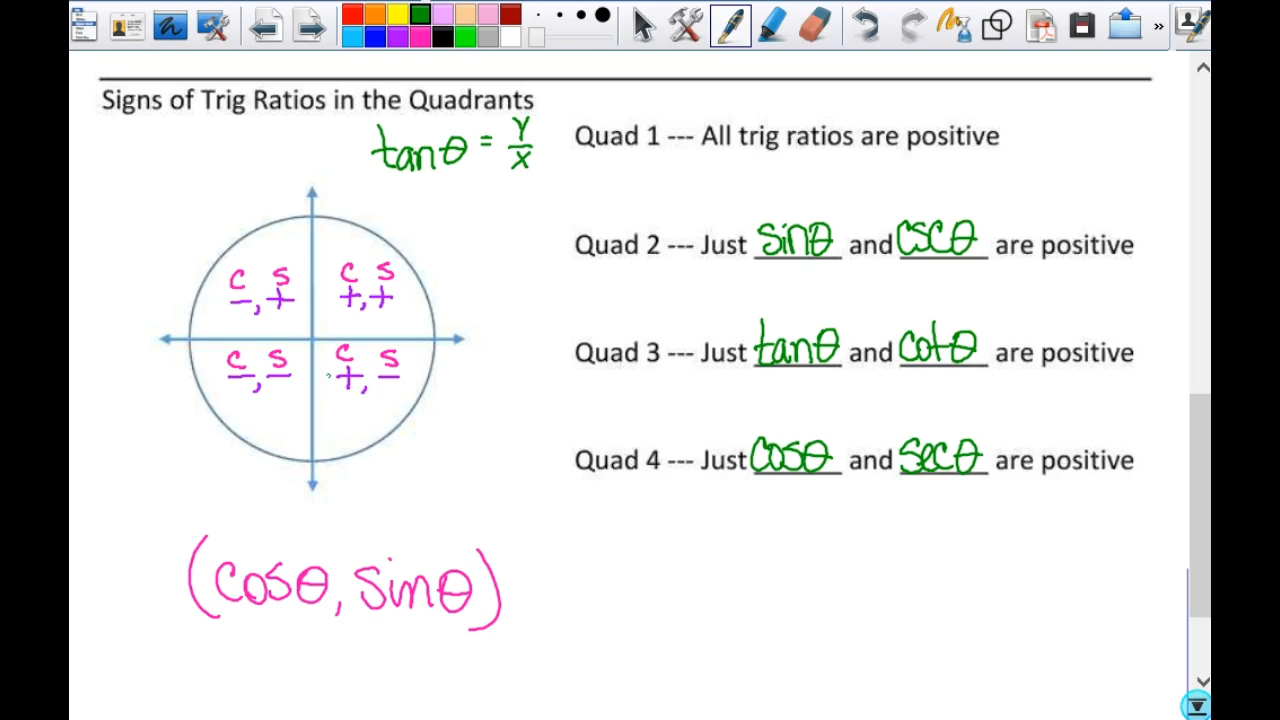 Signs of Trig Ratios in the Quadrants
tanθ = Y/X
Quad 1 --- All trig ratios are positive
Quad 2 --- Just sinθ and cscθ are positive
Quad 3 --- Just tanθ and cotθ are positive
Quad 4 --- Just cosθ and secθ are positive
C S
C S
−, +
+, +
C S
C S
−, −
+, −
(cosθ, sinθ)